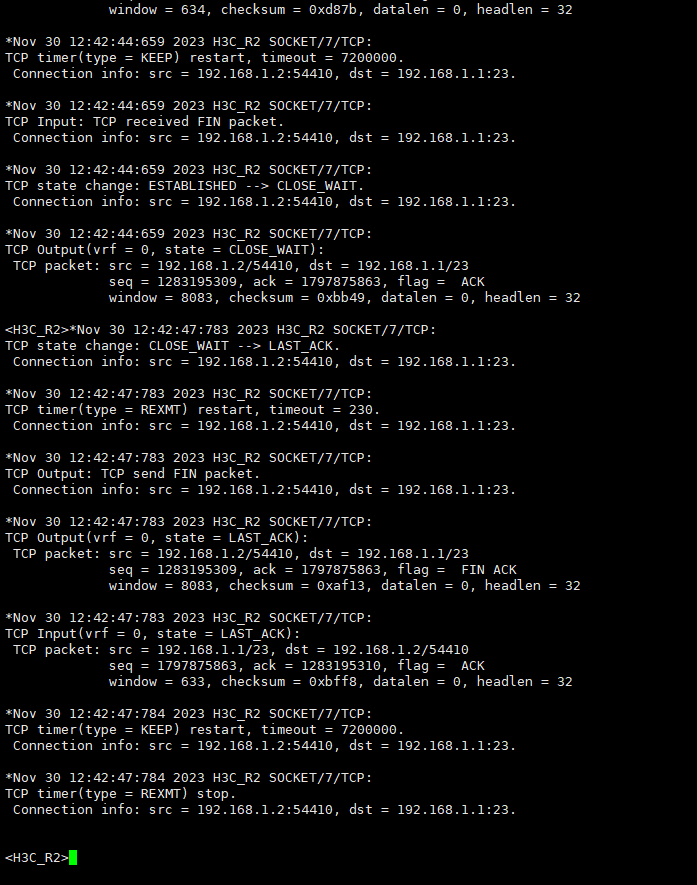 window = 634, checksum = 0xd87b, datalen = 0, headlen = 32
*Nov 30 12:42:44:659 2023 H3C_R2 SOCKET/7/TCP:
TCP timer(type = KEEP) restart, timeout = 7200000.
Connection info: src = 192.168.1.2:54410, dst = 192.168.1.1:23.
*Nov 30 12:42:44:659 2023 H3C_R2 SOCKET/7/TCP:
TCP Input: TCP received FIN packet.
Connection info: src = 192.168.1.2:54410, dst = 192.168.1.1:23.
*Nov 30 12:42:44:659 2023 H3C_R2 SOCKET/7/TCP:
TCP state change: ESTABLISHED --> CLOSE_WAIT.
Connection info: src = 192.168.1.2:54410, dst = 192.168.1.1:23.
*Nov 30 12:42:44:659 2023 H3C_R2 SOCKET/7/TCP:
TCP Output(vrf = 0, state = CLOSE_WAIT):
TCP packet: src = 192.168.1.2/54410, dst = 192.168.1.1/23
seq = 1283195309, ack = 1797875863, flag =  ACK
window = 8083, checksum = 0xbb49, datalen = 0, headlen = 32
<H3C_R2>*Nov 30 12:42:47:783 2023 H3C_R2 SOCKET/7/TCP:
TCP state change: CLOSE_WAIT --> LAST_ACK.
Connection info: src = 192.168.1.2:54410, dst = 192.168.1.1:23.
*Nov 30 12:42:47:783 2023 H3C_R2 SOCKET/7/TCP:
TCP timer(type = REXMT) restart, timeout = 230.
Connection info: src = 192.168.1.2:54410, dst = 192.168.1.1:23.
*Nov 30 12:42:47:783 2023 H3C_R2 SOCKET/7/TCP:
TCP Output: TCP send FIN packet.
Connection info: src = 192.168.1.2:54410, dst = 192.168.1.1:23.
*Nov 30 12:42:47:783 2023 H3C_R2 SOCKET/7/TCP:
TCP Output(vrf = 0, state = LAST_ACK):
TCP packet: src = 192.168.1.2/54410, dst = 192.168.1.1/23
seq = 1283195309, ack = 1797875863, flag =  FIN ACK
window = 8083, checksum = 0xaf13, datalen = 0, headlen = 32
*Nov 30 12:42:47:783 2023 H3C_R2 SOCKET/7/TCP:
TCP Input(vrf = 0, state = LAST_ACK):
TCP packet: src = 192.168.1.1/23, dst = 192.168.1.2/54410
seq = 1797875863, ack = 1283195310, flag =  ACK
window = 633, checksum = 0xbff8, datalen = 0, headlen = 32
*Nov 30 12:42:47:784 2023 H3C_R2 SOCKET/7/TCP:
TCP timer(type = KEEP) restart, timeout = 7200000.
Connection info: src = 192.168.1.2:54410, dst = 192.168.1.1:23.
*Nov 30 12:42:47:784 2023 H3C_R2 SOCKET/7/TCP:
TCP timer(type = REXMT) stop.
Connection info: src = 192.168.1.2:54410, dst = 192.168.1.1:23.
<H3C_R2>